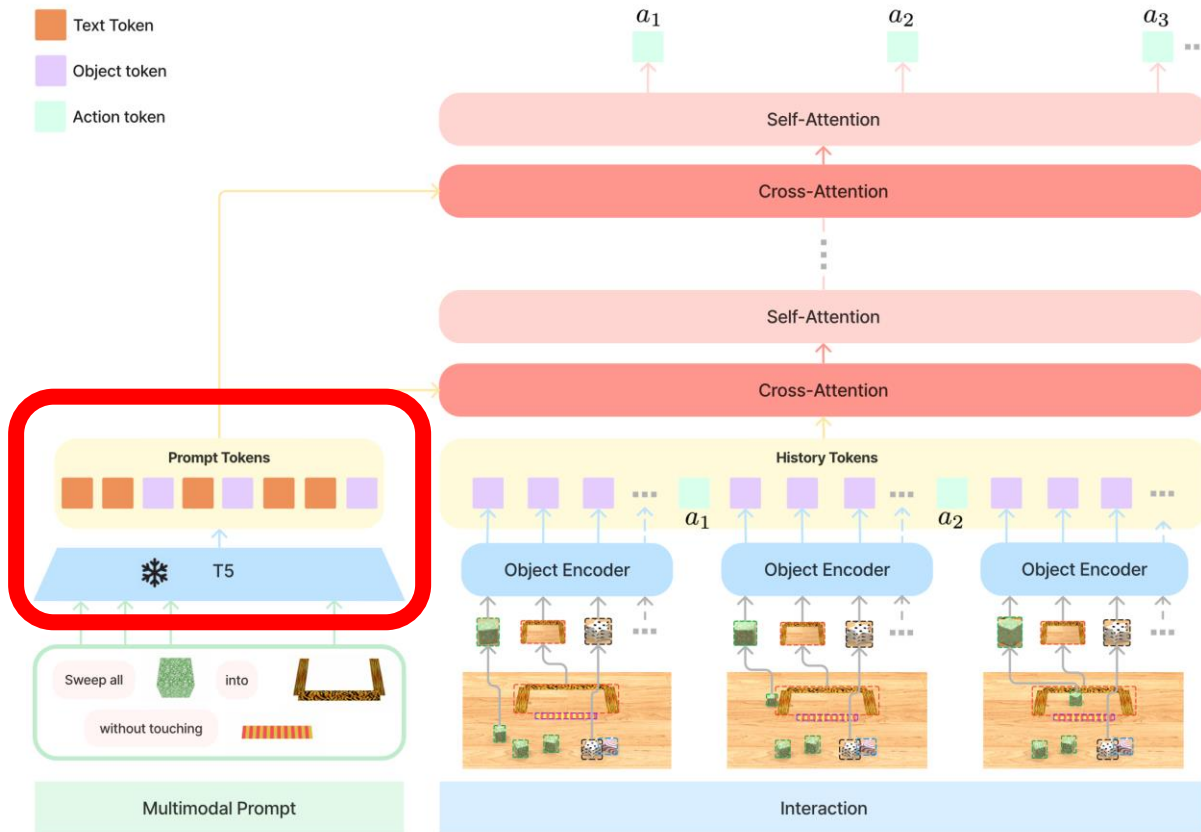 Text Token
Object token
Action token
a₁ a₂ a₃
Self-Attention
Cross-Attention
Self-Attention
Cross-Attention
Prompt Tokens
History Tokens
a₁ a₂
T5
Object Encoder Object Encoder Object Encoder
Sweep all into
without touching
Multimodal Prompt
Interaction